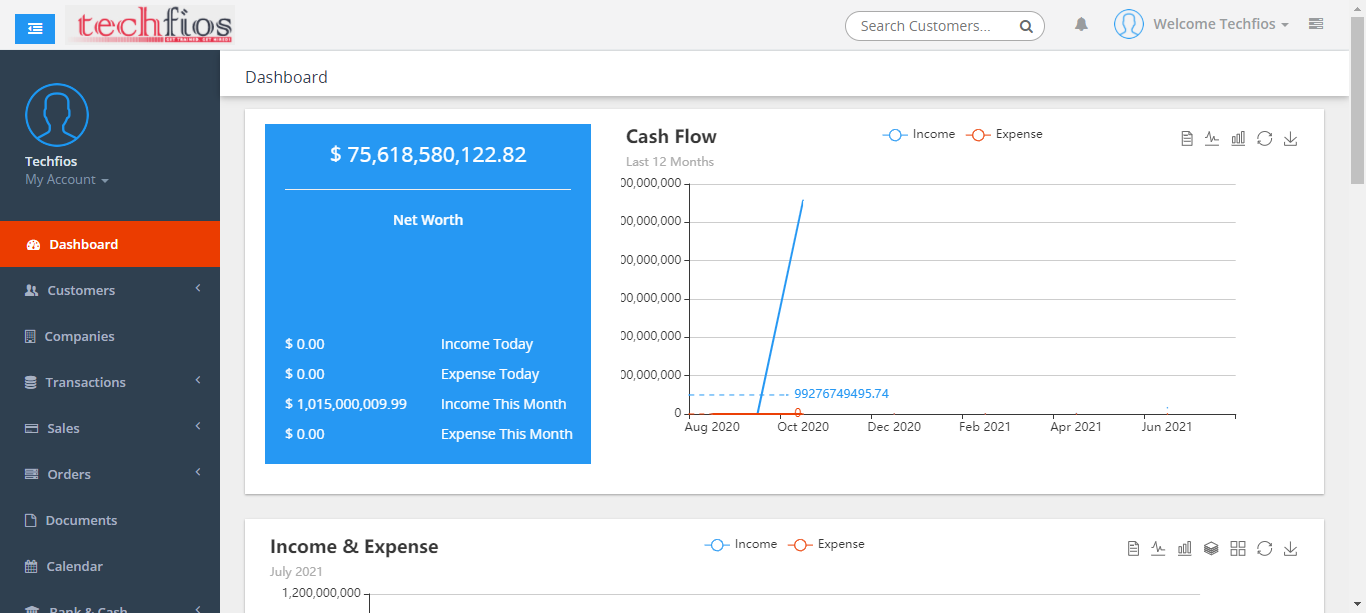 techfios
GET TRAINED. GET HIRED!
Search Customers...
Welcome Techfios
Techfios
My Account
Dashboard
Customers
Companies
Transactions
Sales
Orders
Documents
Calendar
Bank & Cash
Dashboard
$ 75,618,580,122.82
Net Worth
$ 0.00 Income Today
$ 0.00 Expense Today
$ 1,015,000,009.99 Income This Month
$ 0.00 Expense This Month
Cash Flow
Last 12 Months
Income Expense
00,000,000
00,000,000
00,000,000
00,000,000
00,000,000
00,000,000
0
99276749495.74
0
Aug 2020 Oct 2020 Dec 2020 Feb 2021 Apr 2021 Jun 2021
Income & Expense
July 2021
Income Expense
1,200,000,000